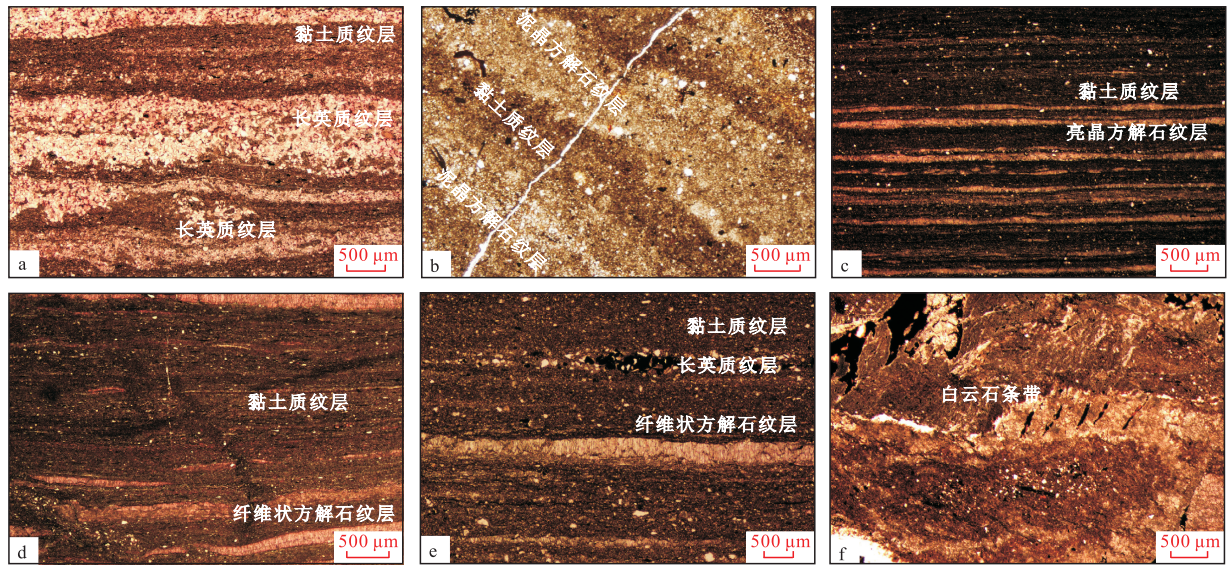 黏土质纹层
长英质纹层
长英质纹层
a
500 μm
泥晶方解石纹层
黏土质纹层
泥晶方解石纹层
b
500 μm
黏土质纹层
亮晶方解石纹层
c
500 μm
黏土质纹层
纤维状方解石纹层
d
500 μm
黏土质纹层
长英质纹层
纤维状方解石纹层
e
500 μm
白云石条带
f
500 μm